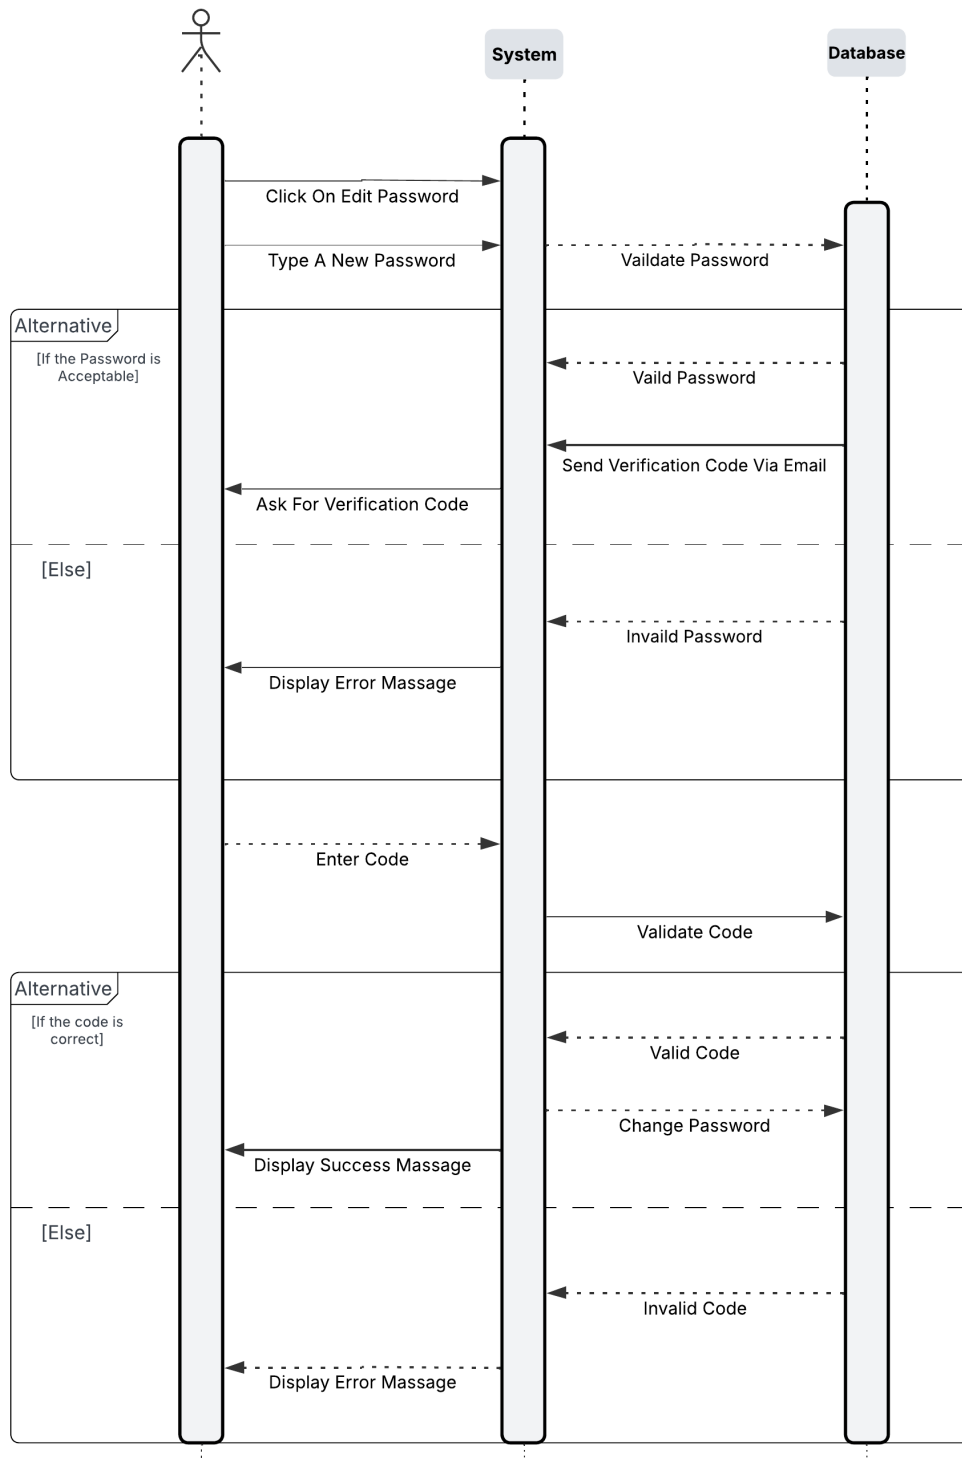 System
Database
Click On Edit Password
Type A New Password
Vaildate Password
Alternative
[If the Password is
Acceptable]
Vaild Password
Send Verification Code Via Email
Ask For Verification Code
[Else]
Invaild Password
Display Error Massage
Enter Code
Validate Code
Alternative
[If the code is
correct]
Valid Code
Change Password
Display Success Massage
[Else]
Invalid Code
Display Error Massage